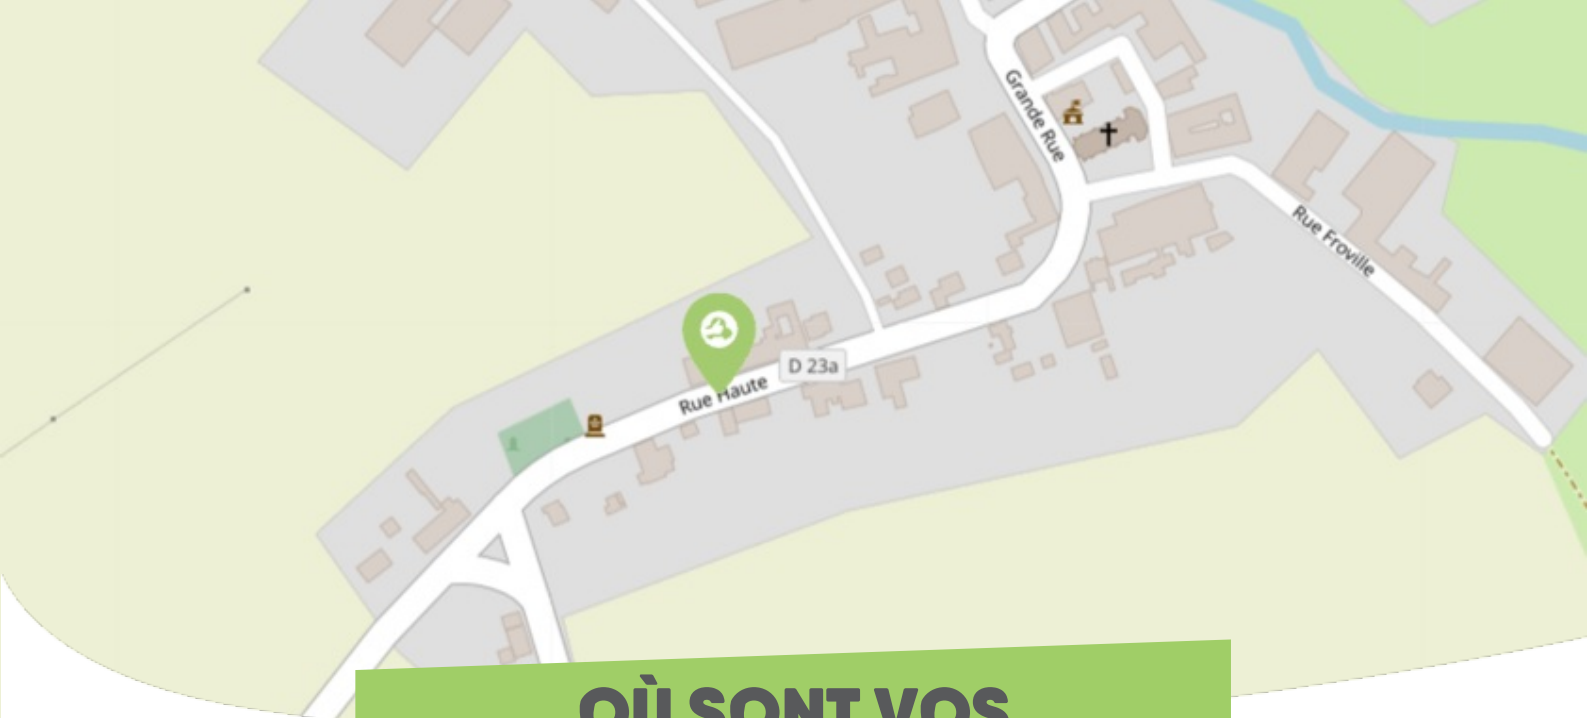 Grande Rue
Rue Froville
D 23a
Rue Haute
OÙ SONT VOS